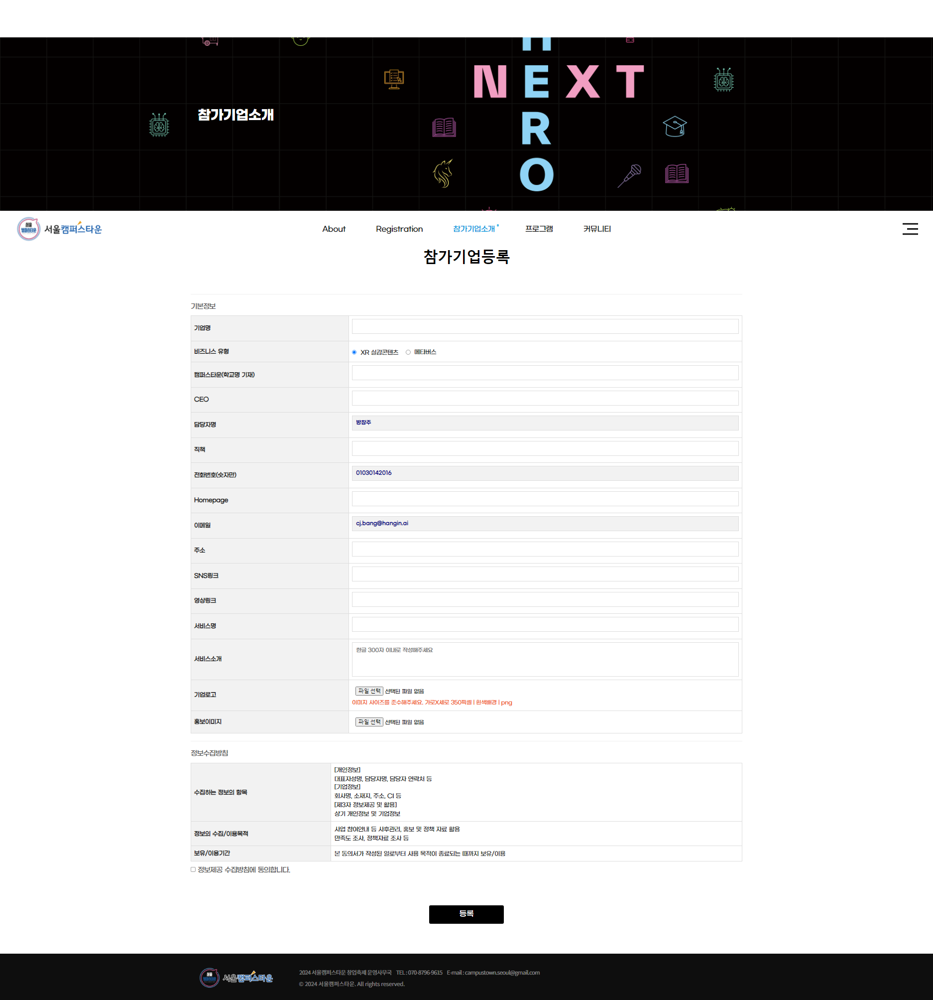 H
NEXT
E
R
O
참가기업소개
서울
캠퍼스타운
서울캠퍼스타운
About
Registration
참가기업소개
프로그램
커뮤니티
참가기업등록
기본정보
기업명
비즈니스 유형
XR 실감콘텐츠
메타버스
캠퍼스타운(학교명 기재)
CEO
담당자명
방창주
직책
전화번호(숫자만)
01030142016
Homepage
이메일
cj.bang@hangin.ai
주소
SNS링크
영상링크
서비스명
서비스소개
한글 300자 이내로 작성해주세요
기업로고
파일 선택 선택된 파일 없음
이미지 사이즈를 준수해주세요. 가로X세로 350픽셀 | 흰색배경 | png
홍보이미지
파일 선택 선택된 파일 없음
정보수집방침
수집하는 정보의 항목
[개인정보]
대표자성명, 담당자명, 담당자 연락처 등
[기업정보]
회사명, 소재지, 주소, CI 등
[제3자 정보제공 및 활용]
상기 개인정보 및 기업정보
정보의 수집/이용목적
사업 참여안내 등 사후관리, 홍보 및 정책 자료 활용
만족도 조사, 정책자료 조사 등
보유/이용기간
본 동의서가 작성된 일로부터 사용 목적이 종료되는 때까지 보유/이용
정보제공 수집방침에 동의합니다.
등록
서울
캠퍼스타운
서울캠퍼스타운
2024 서울캠퍼스타운 창업축제 운영사무국 TEL : 070-8796-9615 E-mail : campustown.seoul@gmail.com
© 2024 서울캠퍼스타운. All rights reserved.